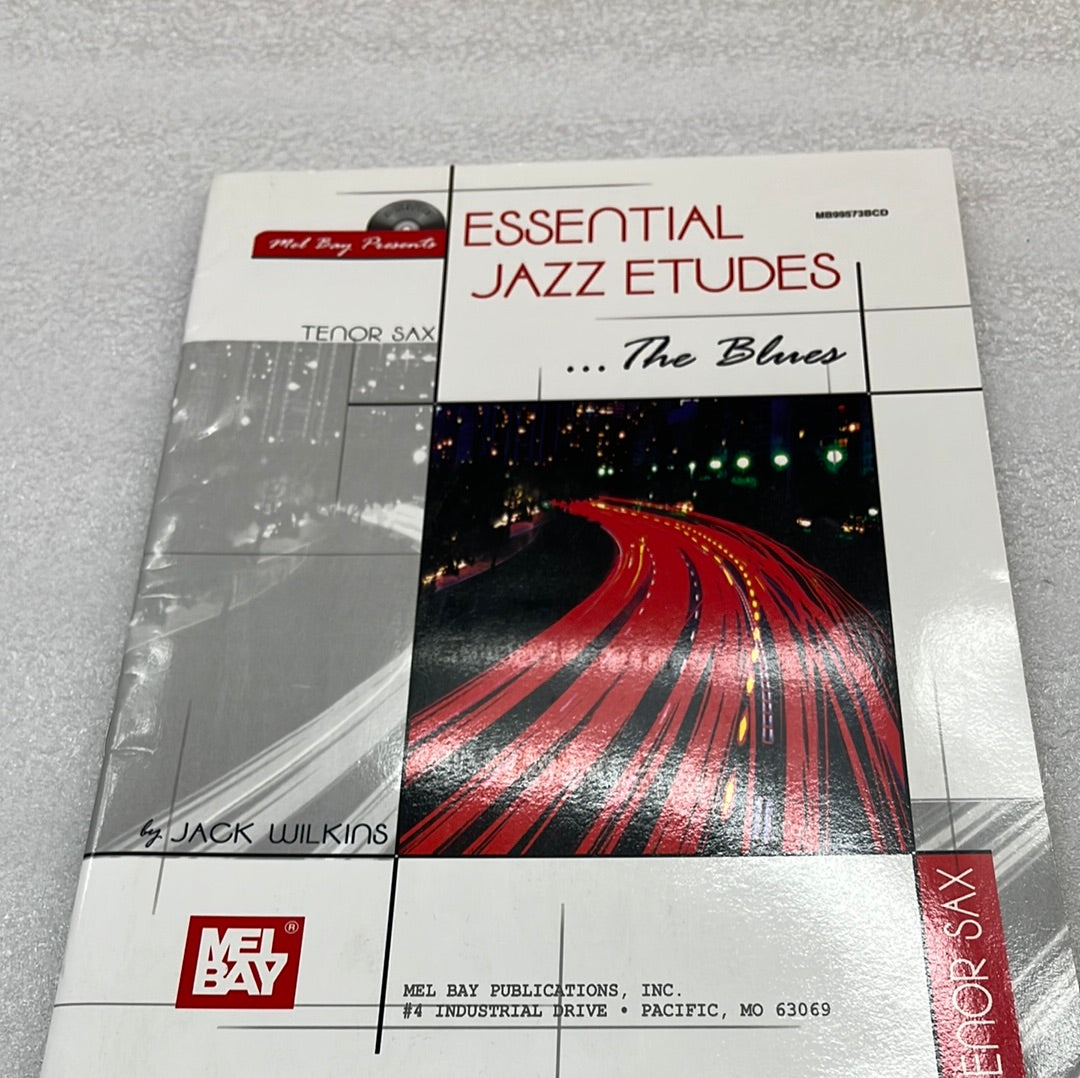 MB99573BCD
Mel Bay Presents
ESSENTIAL
JAZZ ETUDES
... The Blues
TENOR SAX
by JACK WILKINS
MEL
BAY®
MEL BAY PUBLICATIONS, INC.
#4 INDUSTRIAL DRIVE • PACIFIC, MO 63069
TENOR SAX